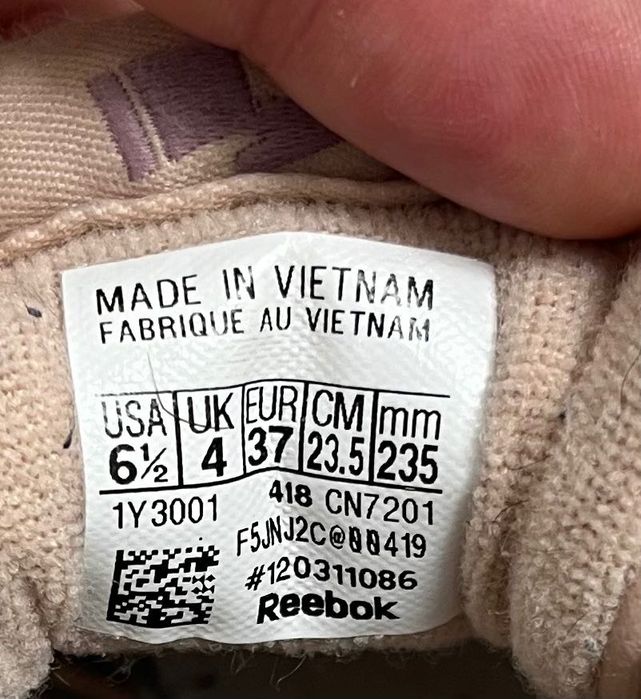 MADE IN VIETNAM
FABRIQUE AU VIETNAM
USA UK EUR CM mm
6½ 4 37 23.5 235
1Y3001 418 CN7201
F5JNJ2C@00419
#120311086
Reebok